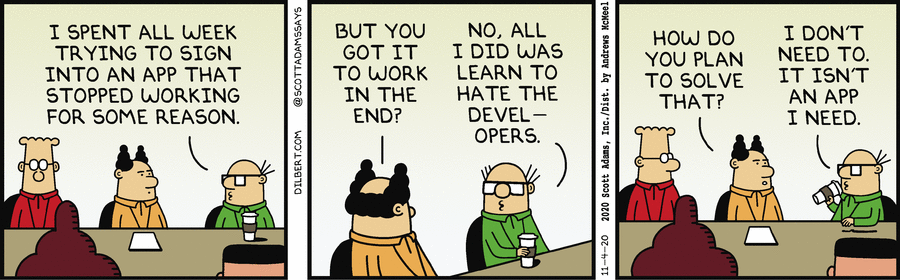 I SPENT ALL WEEK
TRYING TO SIGN
INTO AN APP THAT
STOPPED WORKING
FOR SOME REASON.
DILBERT.COM @SCOTTADAMSSAYS
BUT YOU
GOT IT
TO WORK
IN THE
END?
NO, ALL
I DID WAS
LEARN TO
HATE THE
DEVEL—
OPERS.
11-4-20 2020 Scott Adams, Inc./Dist. by Andrews McMeel
HOW DO
YOU PLAN
TO SOLVE
THAT?
I DON'T
NEED TO.
IT ISN'T
AN APP
I NEED.